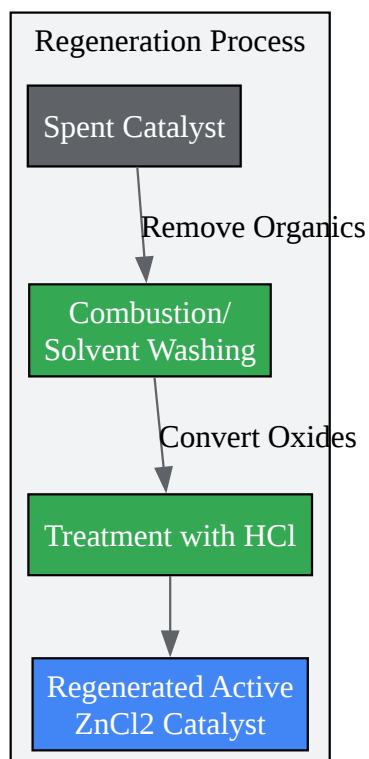 Regeneration Process
Spent Catalyst
Remove Organics
Combustion/
Solvent Washing
Convert Oxides
Treatment with HCl
Regenerated Active
ZnCl2 Catalyst